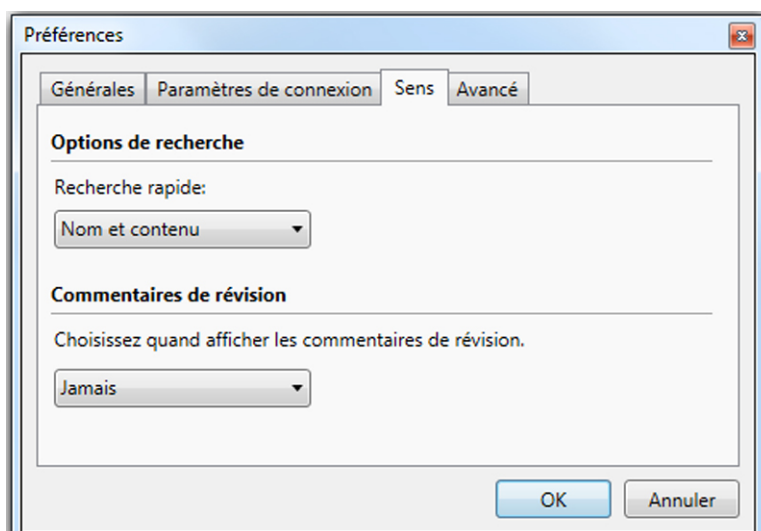 Préférences
Générales Paramètres de connexion Sens Avancé
Options de recherche
Recherche rapide:
Nom et contenu
Commentaires de révision
Choisissez quand afficher les commentaires de révision.
Jamais
OK Annuler